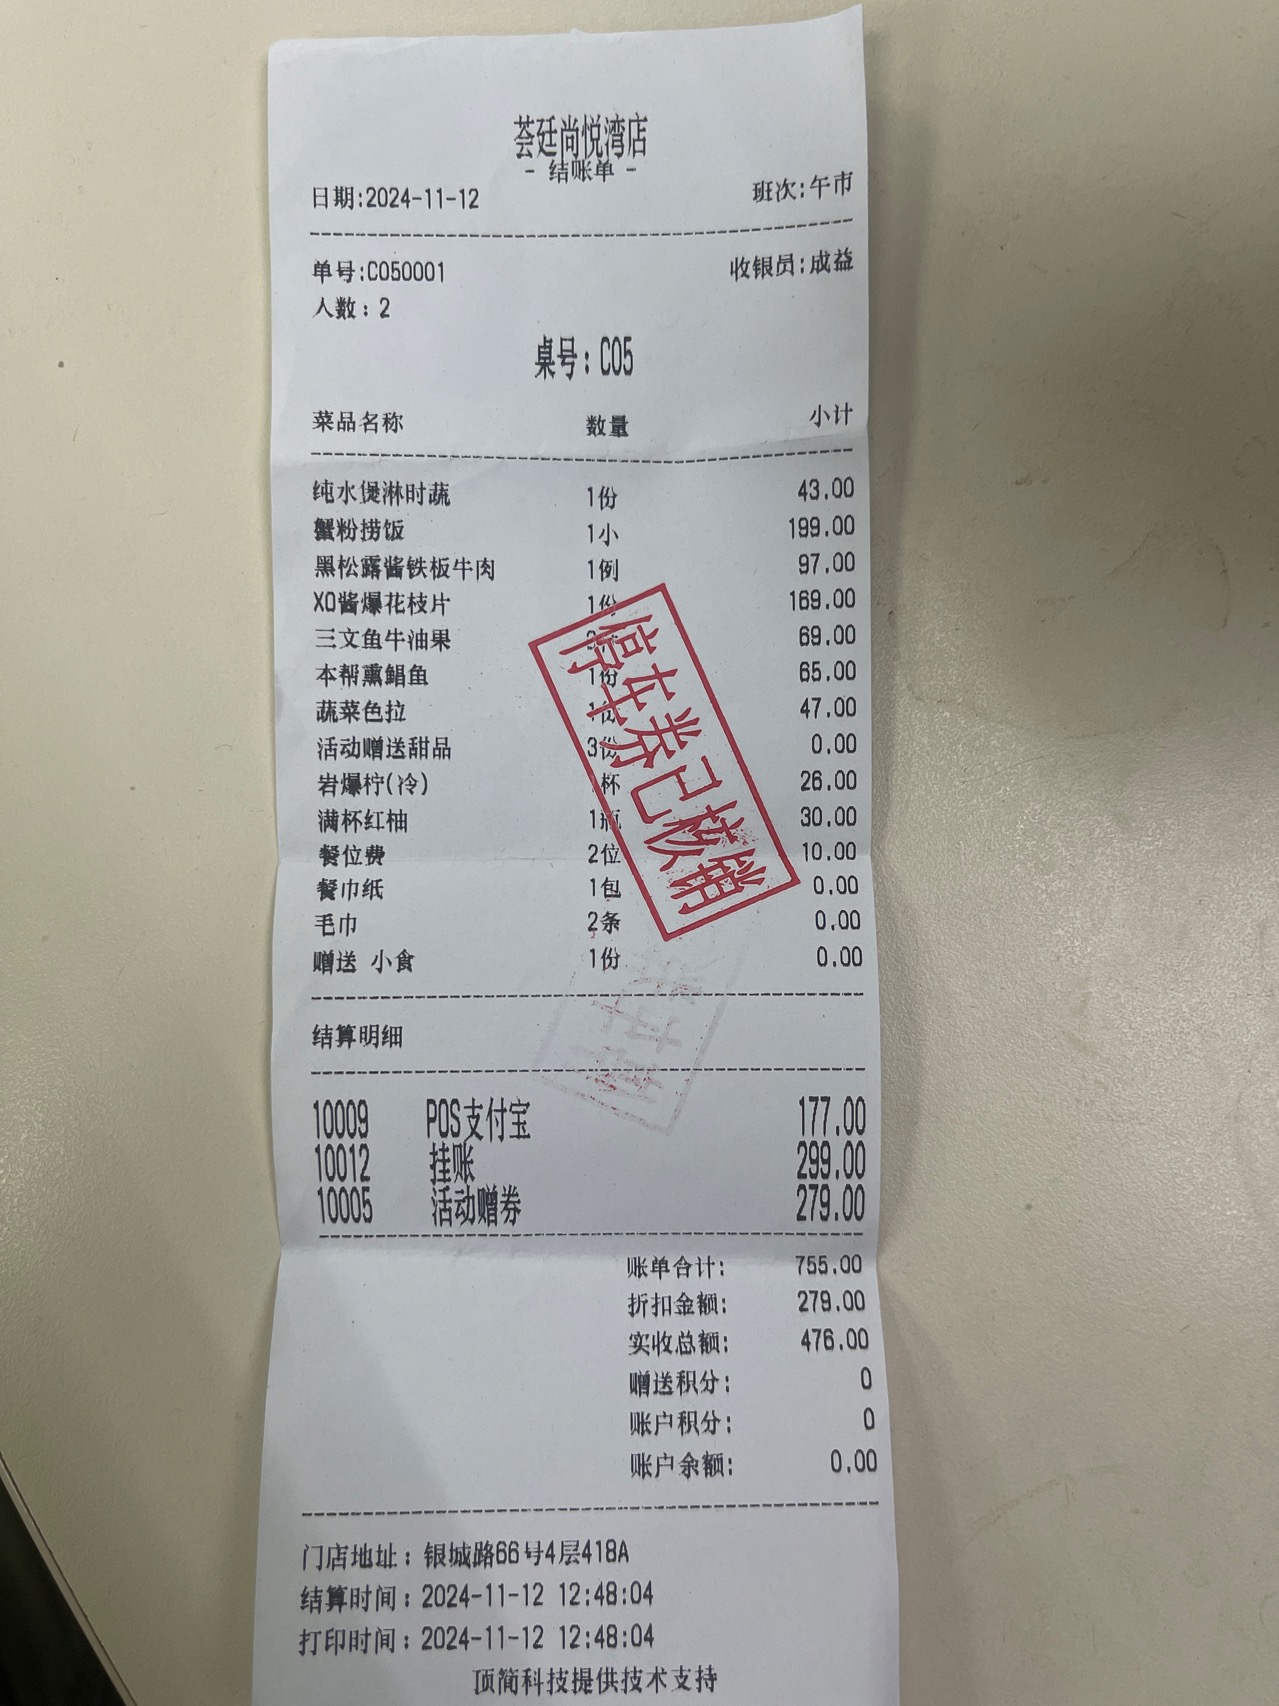 荟廷尚悦湾店
- 结账单 -
日期:2024-11-12 班次:午市
单号:C050001 收银员:成益
人数: 2
桌号: C05
菜品名称 数量 小计
纯水煲淋时蔬 1份 43.00
蟹粉捞饭 1小 199.00
黑松露酱铁板牛肉 1例 97.00
XO酱爆花枝片 1份 169.00
三文鱼牛油果 69.00
本帮熏鲳鱼 1份 65.00
蔬菜色拉 1份 47.00
活动赠送甜品 3份 0.00
岩爆柠(冷) 杯 26.00
满杯红柚 1瓶 30.00
餐位费 2位 10.00
餐巾纸 1包 0.00
毛巾 2条 0.00
赠送 小食 1份 0.00
停车券已核销
结算明细
10009 POS支付宝 177.00
10012 挂账 299.00
10005 活动赠券 279.00
账单合计: 755.00
折扣金额: 279.00
实收总额: 476.00
赠送积分: 0
账户积分: 0
账户余额: 0.00
门店地址: 银城路66号4层418A
结算时间: 2024-11-12 12:48:04
打印时间: 2024-11-12 12:48:04
顶简科技提供技术支持